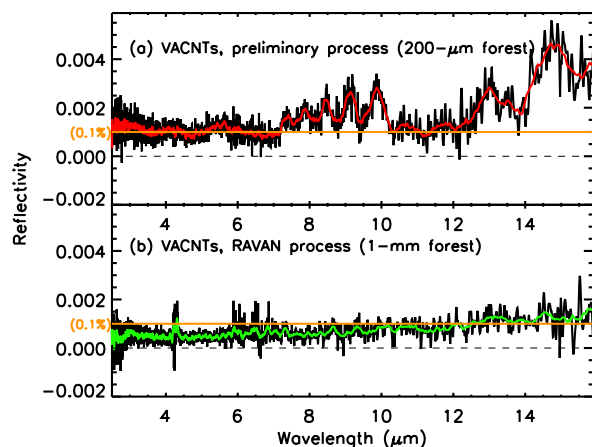 (a) VACNTs, preliminary process (200-μm forest)
0.004
0.002
(0.1%)
0.000
-0.002
Reflectivity
(b) VACNTs, RAVAN process (1-mm forest)
0.004
0.002
(0.1%)
0.000
-0.002
4 6 8 10 12 14
Wavelength (μm)